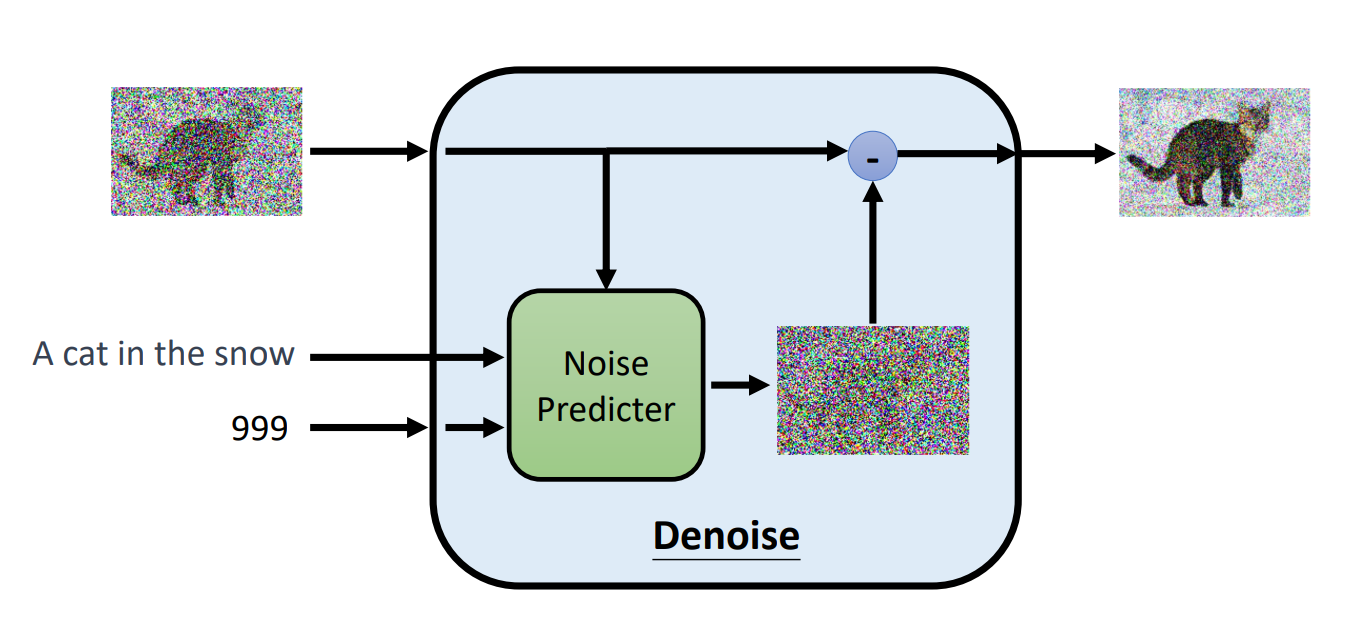 -
A cat in the snow
999
Noise
Predicter
Denoise